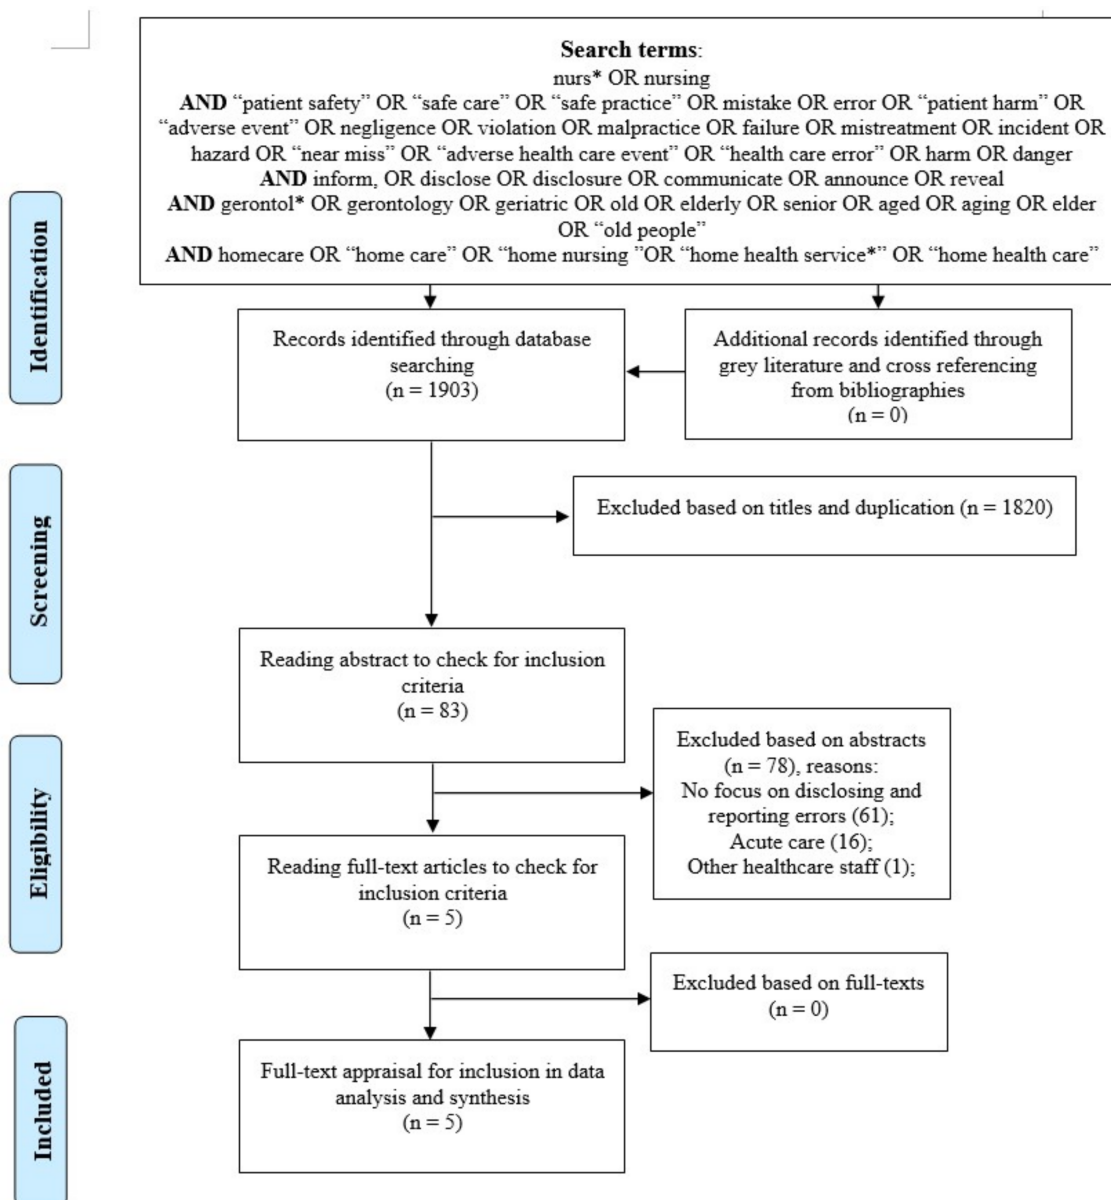 Search terms:
nurs* OR nursing
AND “patient safety” OR “safe care” OR “safe practice” OR mistake OR error OR “patient harm” OR
“adverse event” OR negligence OR violation OR malpractice OR failure OR mistreatment OR incident OR
hazard OR “near miss” OR “adverse health care event” OR “health care error” OR harm OR danger
AND inform, OR disclose OR disclosure OR communicate OR announce OR reveal
AND gerontol* OR gerontology OR geriatric OR old OR elderly OR senior OR aged OR aging OR elder
OR “old people”
AND homecare OR “home care” OR “home nursing ”OR “home health service*” OR “home health care”
Identification
Records identified through database
searching
(n = 1903)
Additional records identified through
grey literature and cross referencing
from bibliographies
(n = 0)
Screening
Excluded based on titles and duplication (n = 1820)
Reading abstract to check for inclusion
criteria
(n = 83)
Eligibility
Excluded based on abstracts
(n = 78), reasons:
No focus on disclosing and
reporting errors (61);
Acute care (16);
Other healthcare staff (1);
Reading full-text articles to check for
inclusion criteria
(n = 5)
Excluded based on full-texts
(n = 0)
Included
Full-text appraisal for inclusion in data
analysis and synthesis
(n = 5)